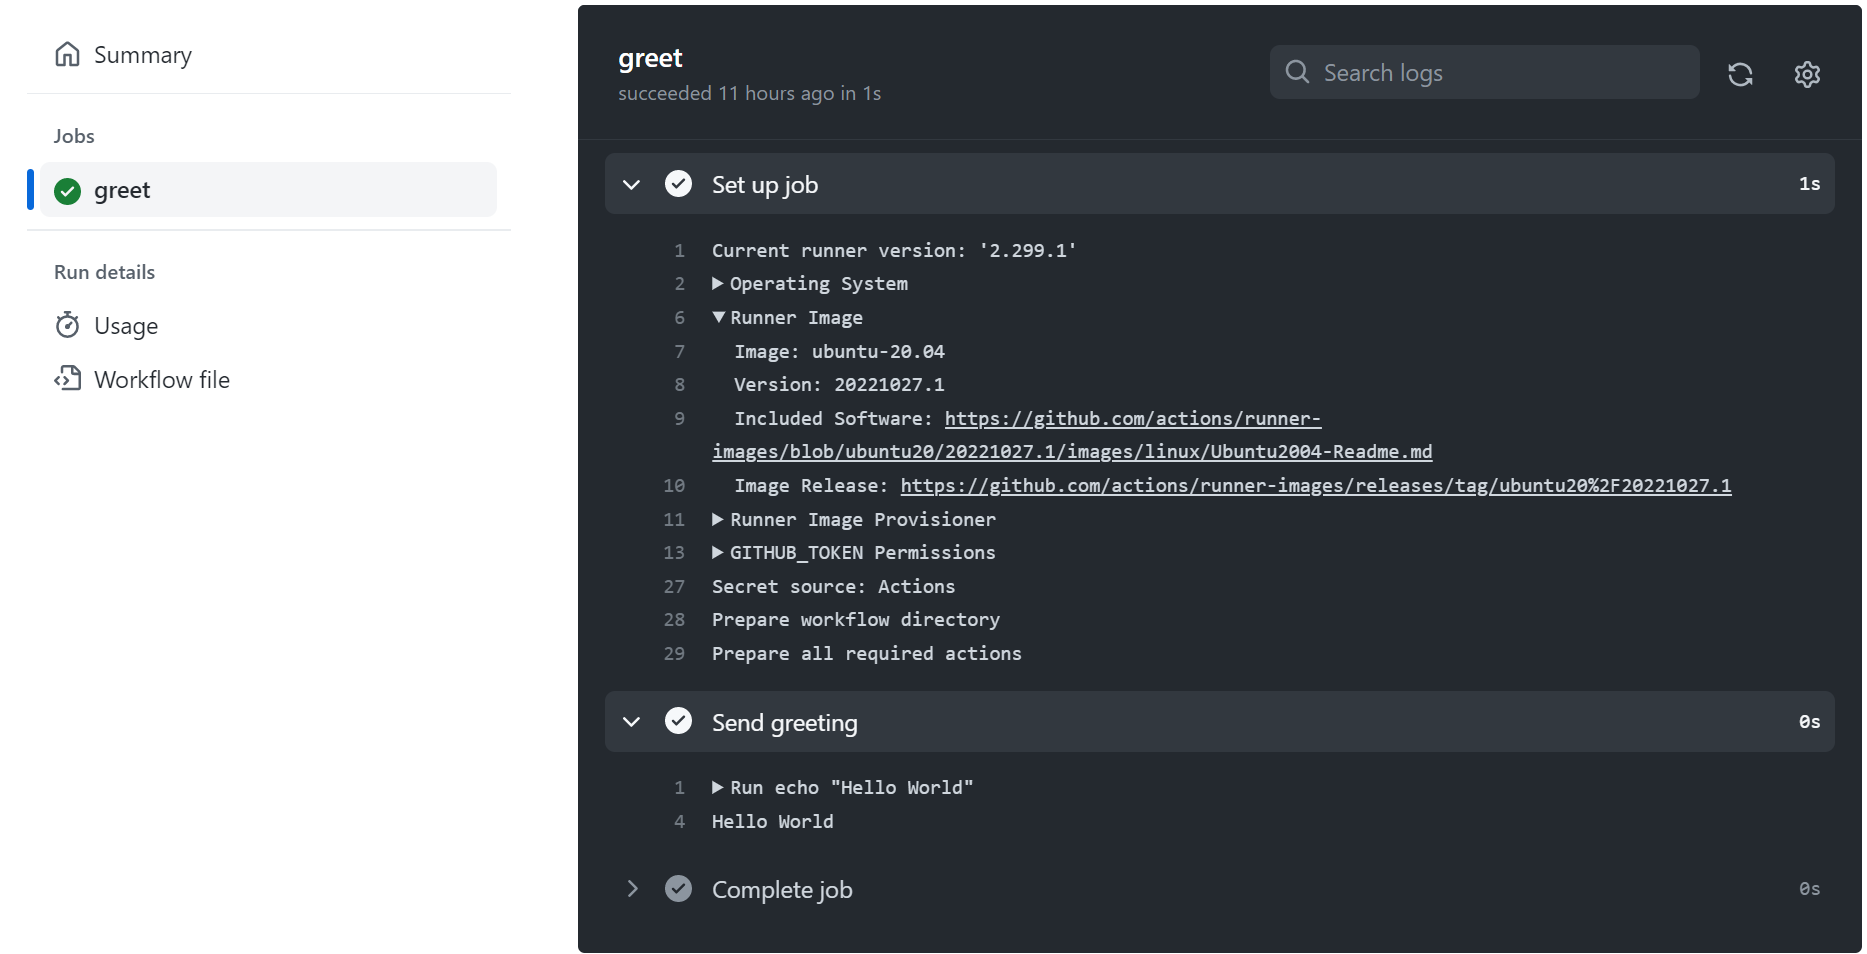 Summary
Jobs
greet
Run details
Usage
Workflow file
greet
succeeded 11 hours ago in 1s
Search logs
Set up job 1s
1 Current runner version: '2.299.1'
2 Operating System
6 Runner Image
7 Image: ubuntu-20.04
8 Version: 20221027.1
9 Included Software: https://github.com/actions/runner-
images/blob/ubuntu20/20221027.1/images/linux/Ubuntu2004-Readme.md
10 Image Release: https://github.com/actions/runner-images/releases/tag/ubuntu20%2F20221027.1
11 Runner Image Provisioner
13 GITHUB_TOKEN Permissions
27 Secret source: Actions
28 Prepare workflow directory
29 Prepare all required actions
Send greeting 0s
1 Run echo "Hello World"
4 Hello World
Complete job 0s